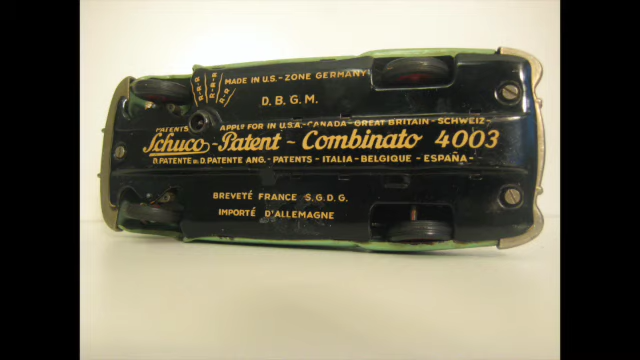 R-R-S
R-R-R
R-R
MADE IN U.S.-ZONE GERMANY
D.B.G.M.
PATENTS APPL? FOR IN U.S.A.-CANADA-GREAT BRITAIN-SCHWEIZ-
Schuco-Patent-Combinato 4003
D.PATENTE U.D.PATENTE ANG.-PATENTS-ITALIA-BELGIQUE-ESPAÑA-
BREVETÉ FRANCE S.G.D.G.
IMPORTÉ D'ALLEMAGNE